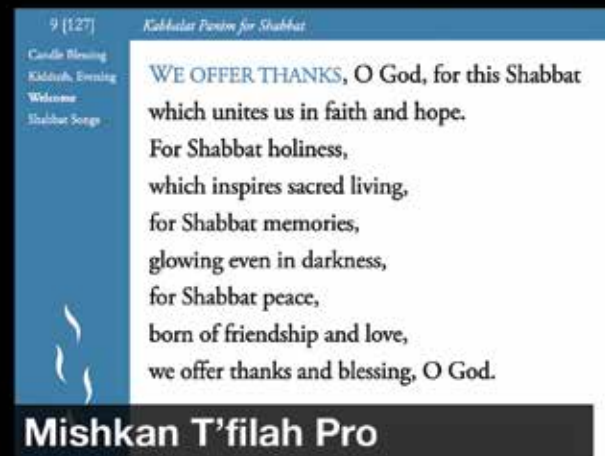 9 [127]
Kabbalat Panim for Shabbat
Candle Blessing
Kiddush, Evening
Welcome
Shabbat Songs
WE OFFER THANKS, O God, for this Shabbat
which unites us in faith and hope.
For Shabbat holiness,
which inspires sacred living,
for Shabbat memories,
glowing even in darkness,
for Shabbat peace,
born of friendship and love,
we offer thanks and blessing, O God.
Mishkan T'filah Pro